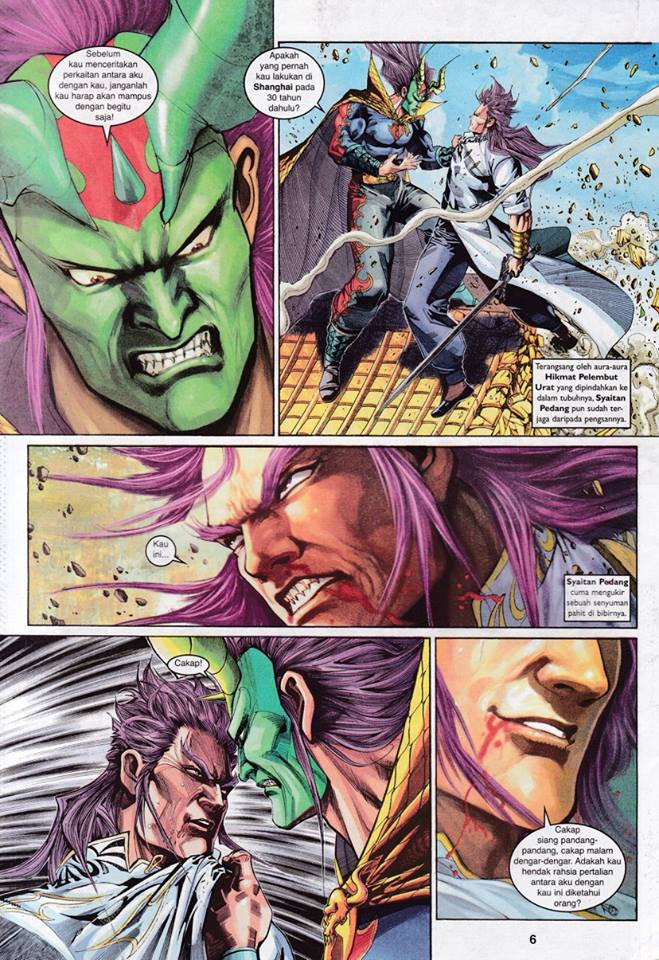 Sebelum
kau menceritakan
perkaitan antara aku
dengan kau, janganlah
kau harap akan mampus
dengan begitu
saja!
Apakah
yang pernah
kau lakukan di
Shanghai pada
30 tahun
dahulu?
Terangsang oleh aura-aura
Hikmat Pelembut
Urat yang dipindahkan ke
dalam tubuhnya, Syaitan
Pedang pun sudah ter-
jaga daripada pengsannya.
Kau
ini...
Syaitan Pedang
cuma mengukir
sebuah senyuman
pahit di bibirnya.
Cakap!
Cakap
siang pandang-
pandang, cakap malam
dengar-dengar. Adakah kau
hendak rahsia pertalian
antara aku dengan
kau ini diketahui
orang?
6